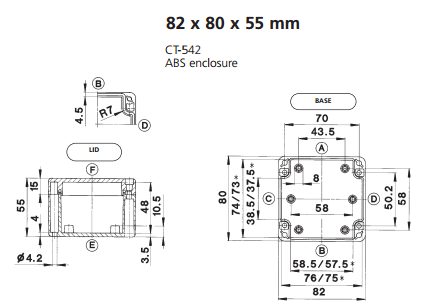 82 x 80 x 55 mm
CT-542
ABS enclosure
B
4.5
R7
D
LID
F
15
55
4
48
10.5
3.5
E
Ø4.2
BASE
70
43.5
A
8
80
74/73*
38.5/37.5*
C
D
58
50.2
58
B
58.5/57.5*
76/75*
82